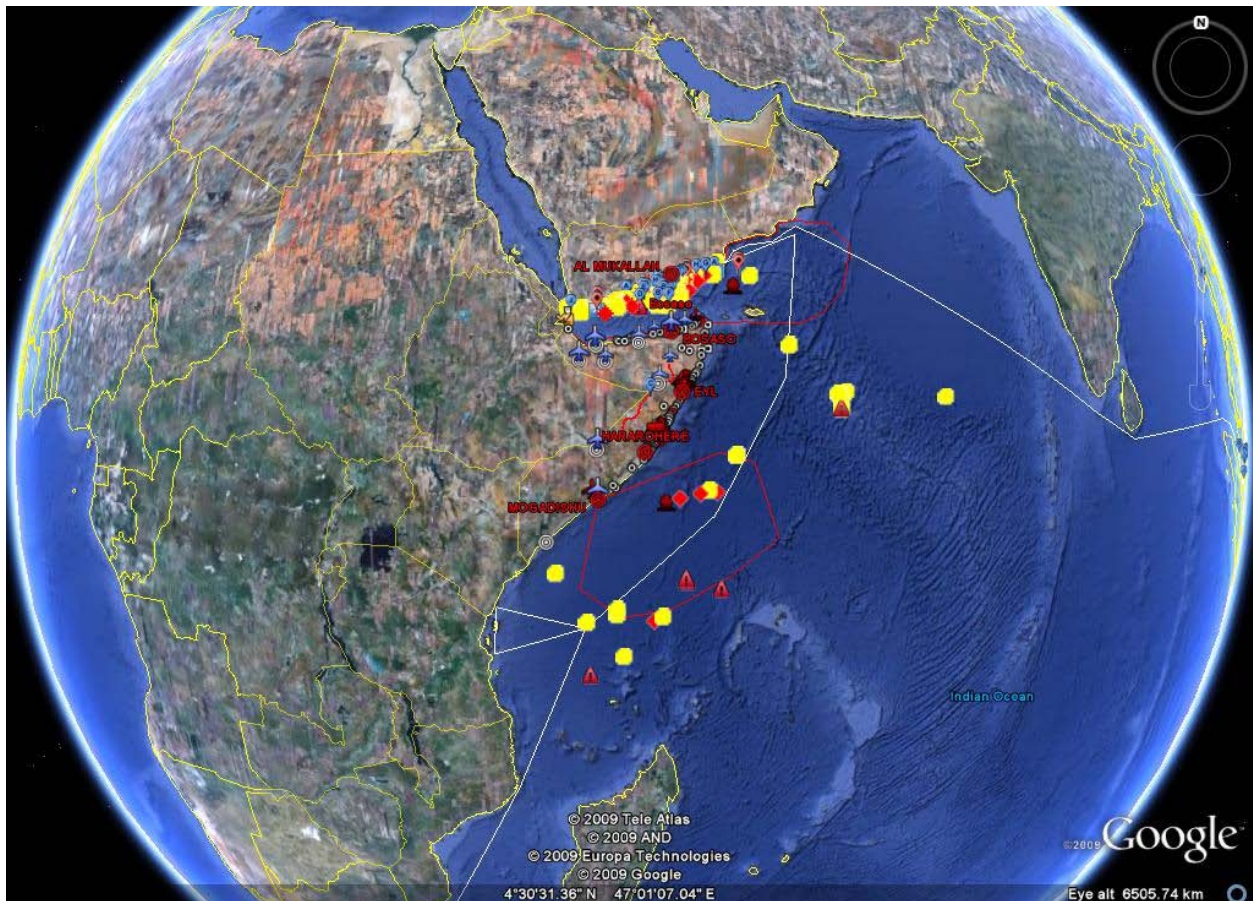 N
AL MUKALLAH
Bosaso
BOSASO
EYL
HARARDHERE
MOGADISHU
Indian Ocean
© 2009 Tele Atlas
© 2009 AND
© 2009 Europa Technologies
© 2009 Google
©2009 Google™
4°30'31.36" N 47°01'07.04" E
Eye alt 6505.74 km